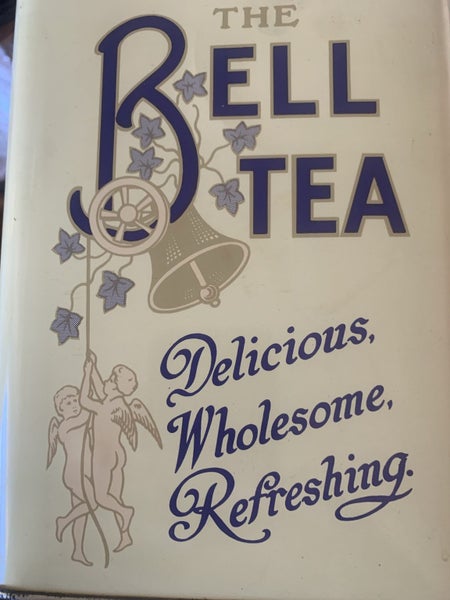 THE
BELL
TEA
Delicious,
Wholesome,
Refreshing.